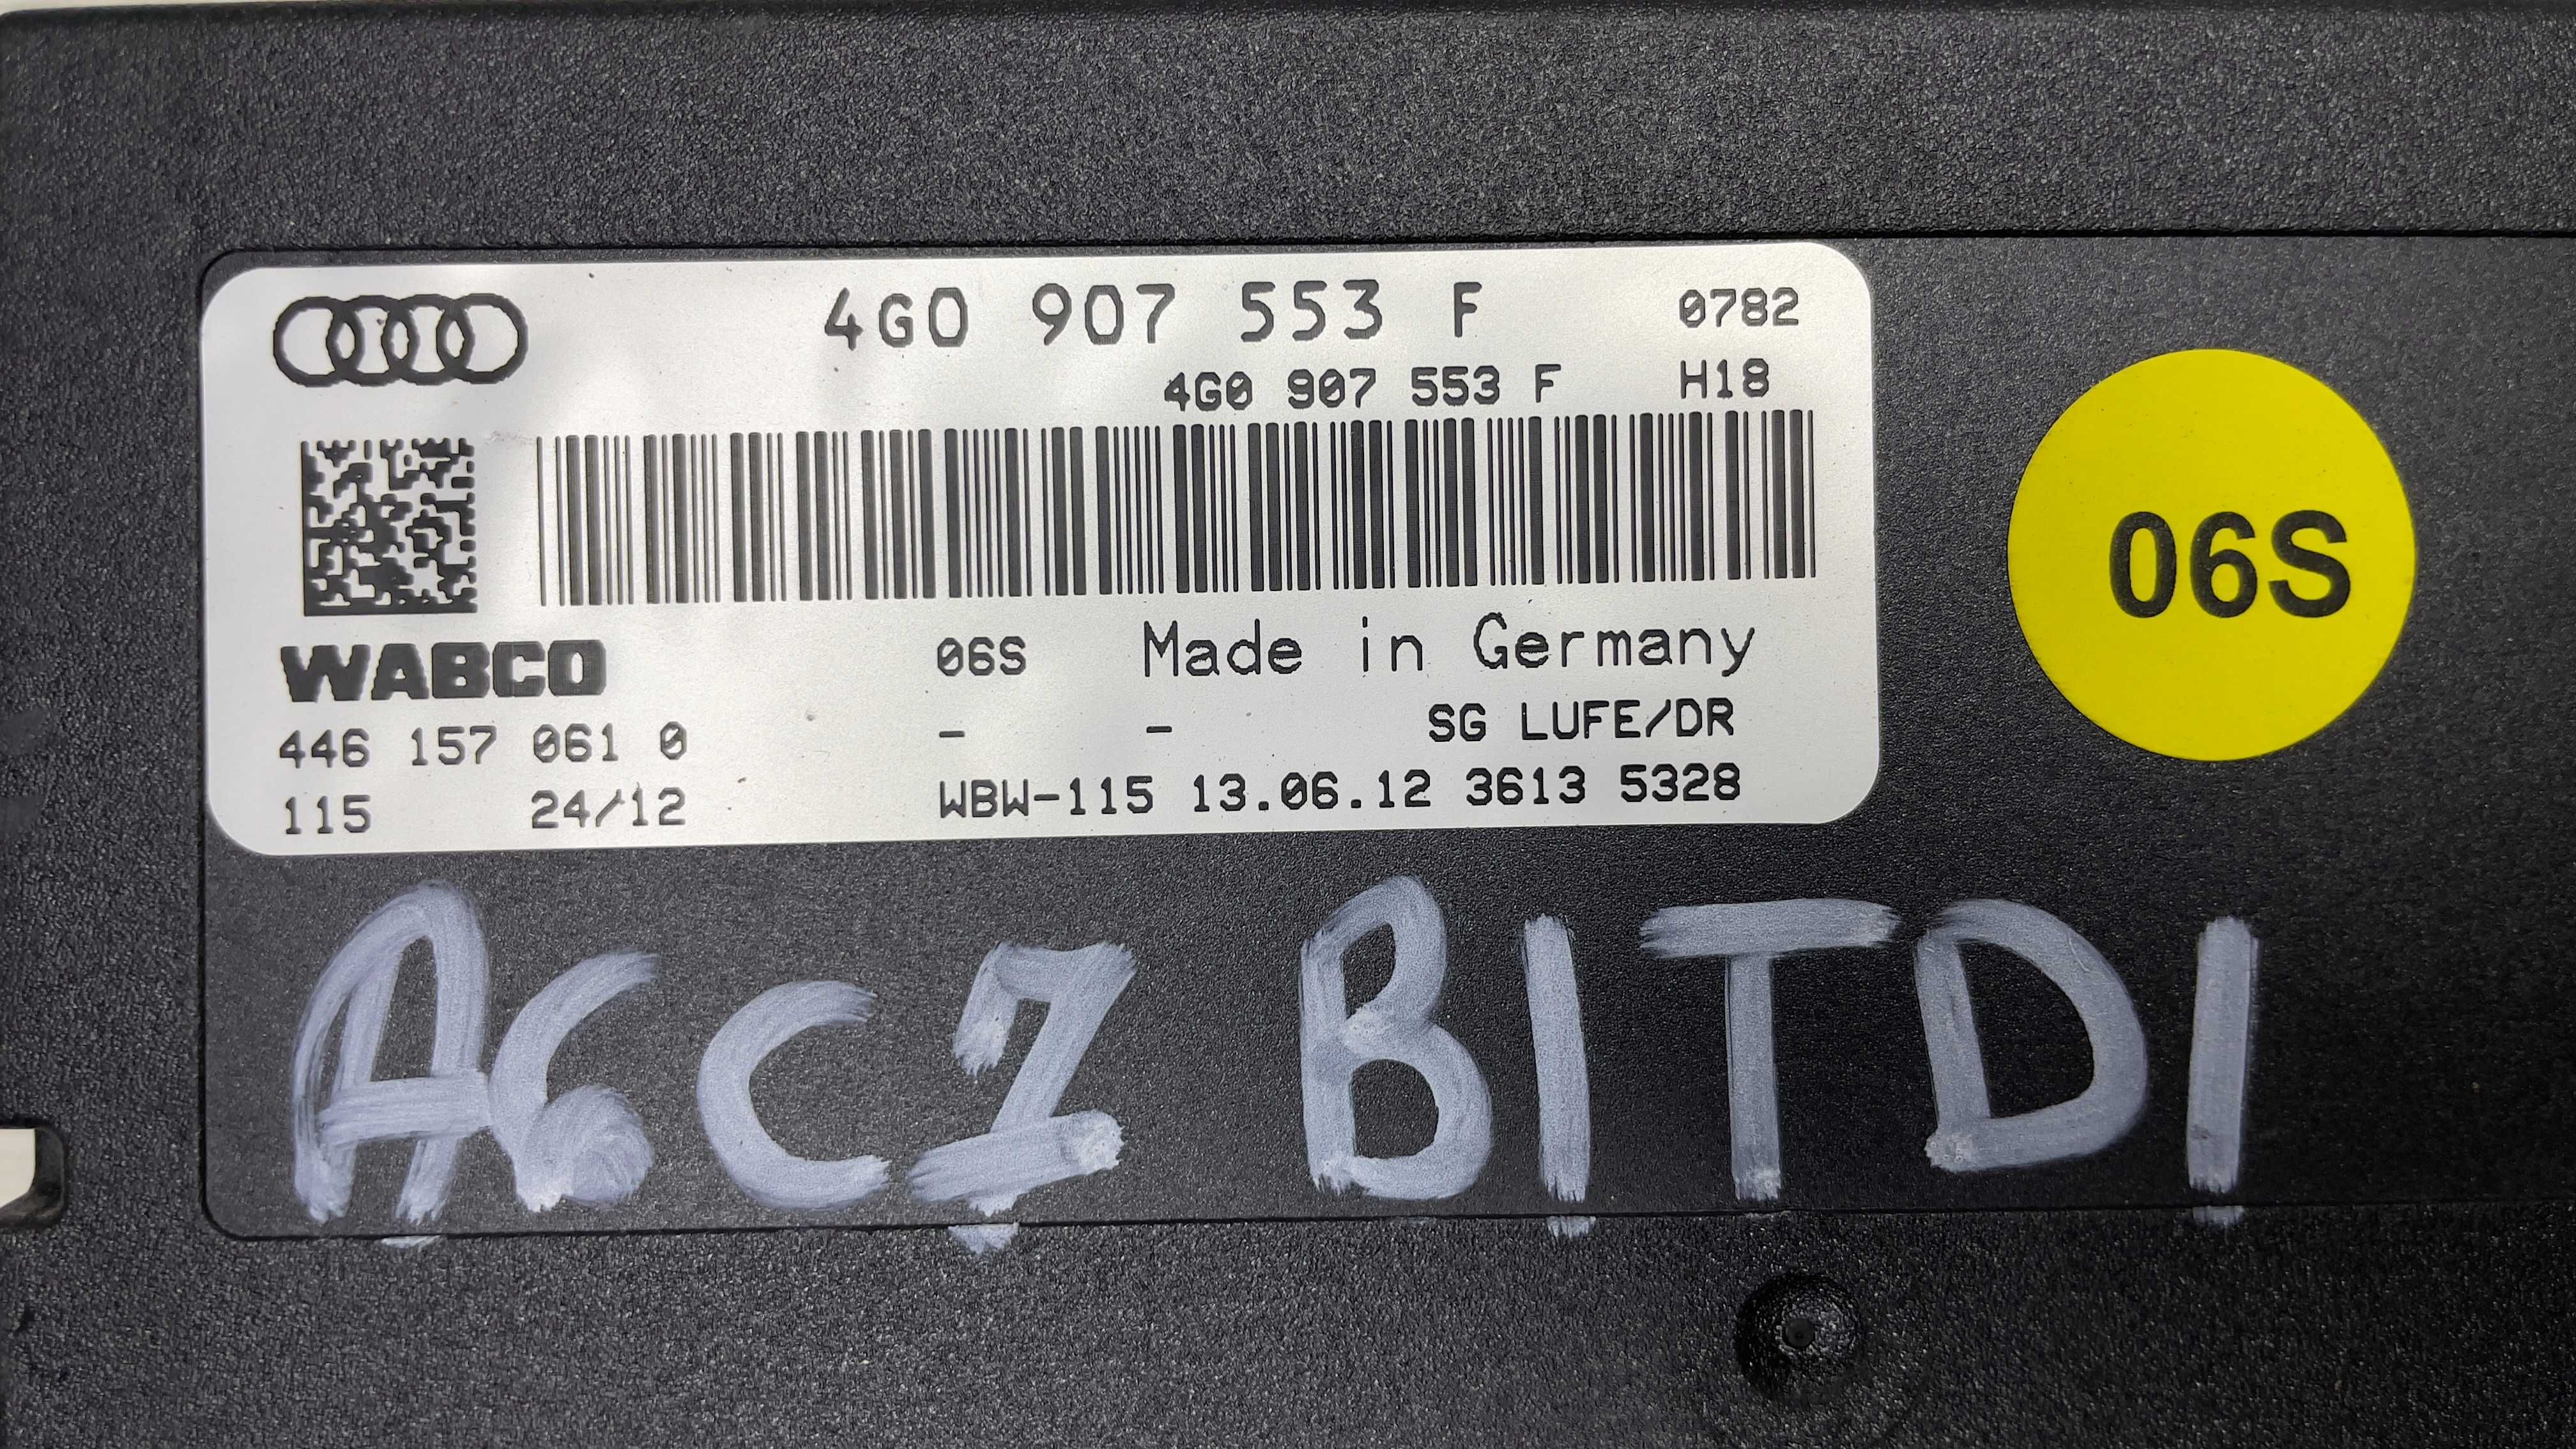 4G0 907 553 F 0782
4G0 907 553 F H18
WABCO 06S Made in Germany
446 157 061 0 - - SG LUFE/DR
115 24/12 WBW-115 13.06.12 3613 5328
06S
A6C7 BITDI